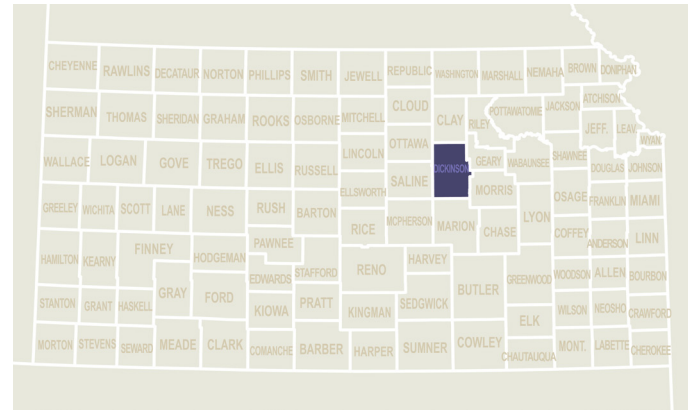 CHEYENNE RAWLINS DECATAUR NORTON PHILLIPS SMITH JEWELL REPUBLIC WASHINGTON MARSHALL NEMAHA BROWN DONIPHAN
SHERMAN THOMAS SHERIDAN GRAHAM ROOKS OSBORNE MITCHELL CLOUD CLAY RILEY POTTAWATOMIE JACKSON ATCHISON
JEFF. LEAV. WYAN.
WALLACE LOGAN GOVE TREGO ELLIS RUSSELL LINCOLN OTTAWA DICKINSON GEARY WABAUNSEE SHAWNEE DOUGLAS JOHNSON
ELLSWORTH SALINE MORRIS
GREELEY WICHITA SCOTT LANE NESS RUSH BARTON RICE MCPHERSON MARION CHASE LYON OSAGE FRANKLIN MIAMI
HAMILTON KEARNY FINNEY HODGEMAN PAWNEE STAFFORD RENO HARVEY COFFEY ANDERSON LINN
GRAY FORD EDWARDS SEDGWICK BUTLER GREENWOOD WOODSON ALLEN BOURBON
STANTON GRANT HASKELL KIOWA PRATT KINGMAN ELK WILSON NEOSHO CRAWFORD
MORTON STEVENS SEWARD MEADE CLARK COMANCHE BARBER HARPER SUMNER COWLEY CHAUTAUQUA MONT. LABETTE CHEROKEE